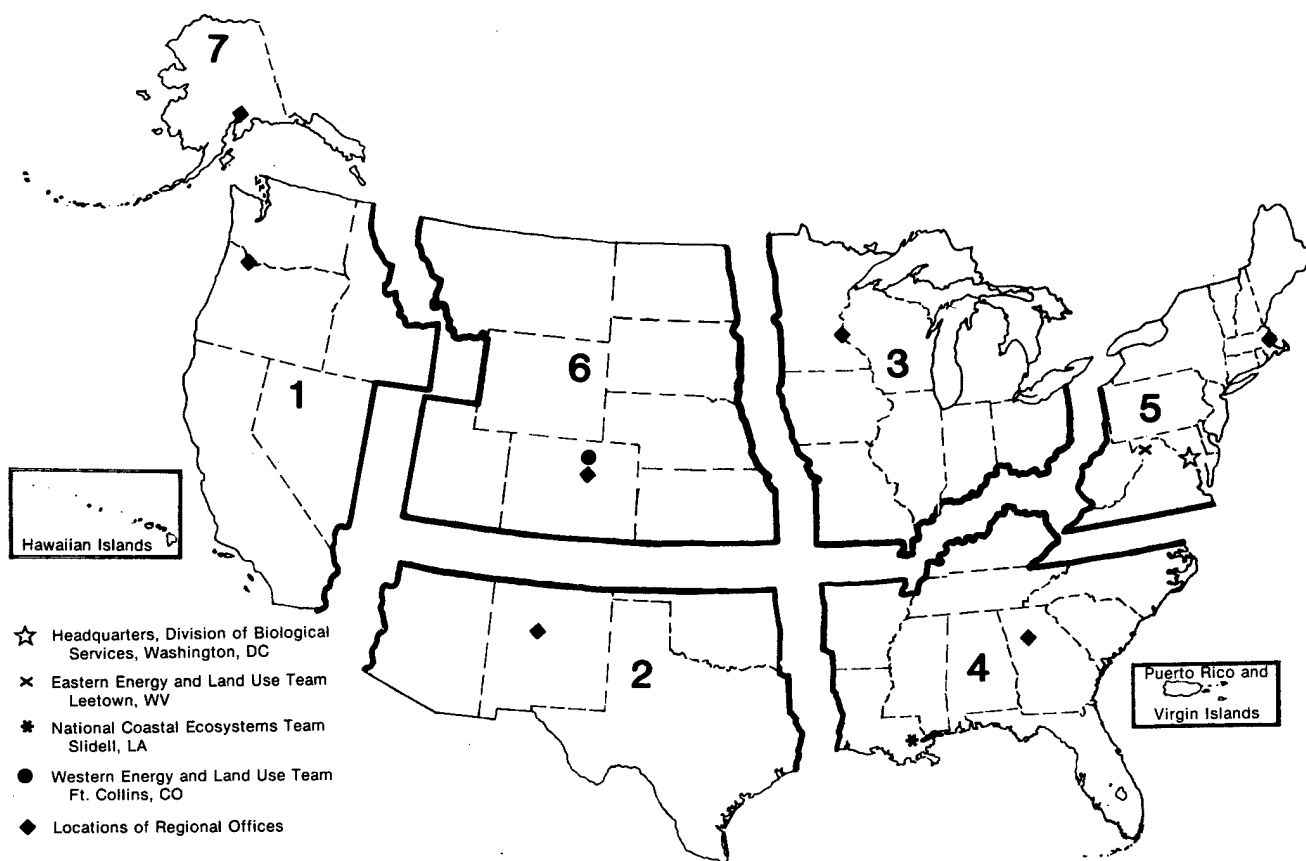 7
6
3
1
5
Hawaiian Islands
2
4
Puerto Rico and
Virgin Islands
Headquarters, Division of Biological
Services, Washington, DC
Eastern Energy and Land Use Team
Leetown, WV
National Coastal Ecosystems Team
Slidell, LA
Western Energy and Land Use Team
Ft. Collins, CO
Locations of Regional Offices